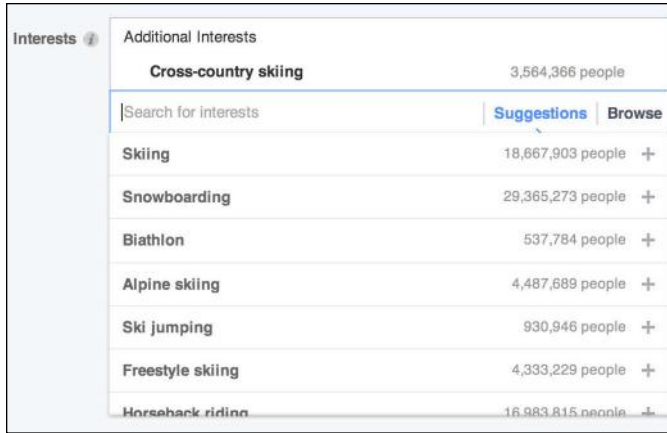 Interests i
Additional Interests
Cross-country skiing 3,564,366 people
Search for interests Suggestions Browse
Skiing 18,667,903 people +
Snowboarding 29,365,273 people +
Biathlon 537,784 people +
Alpine skiing 4,487,689 people +
Ski jumping 930,946 people +
Freestyle skiing 4,333,229 people +
Horseback riding 16,983,815 people +